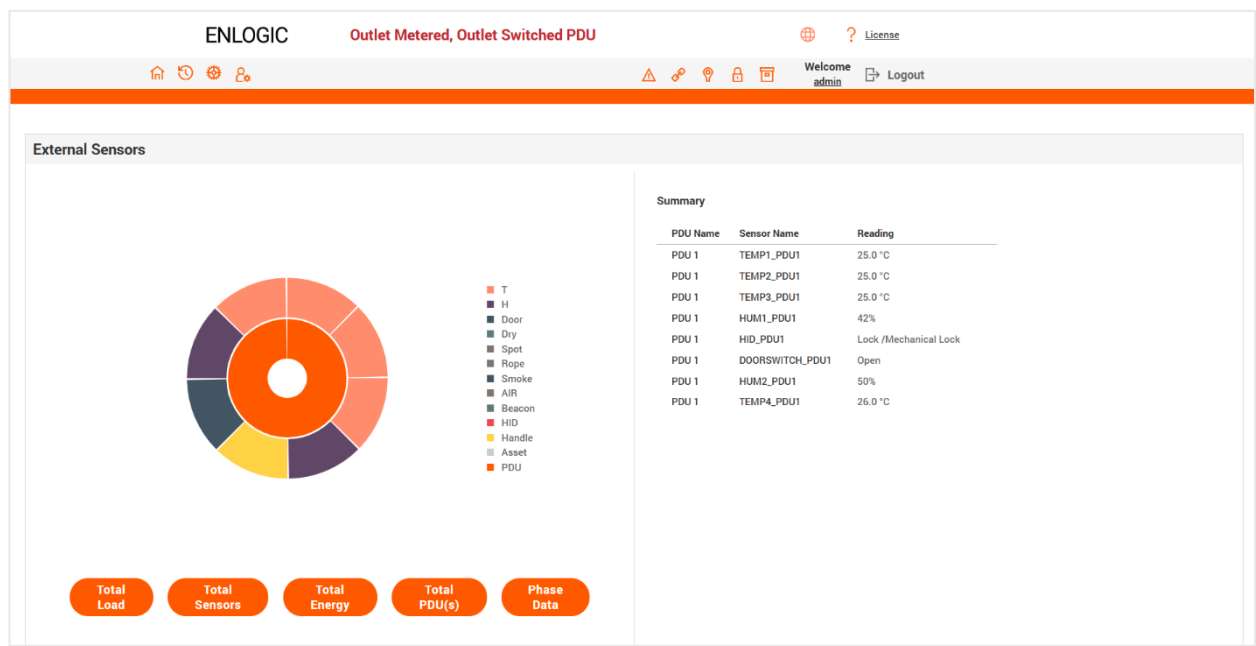 ENLOGIC Outlet Metered, Outlet Switched PDU ? License
Welcome
admin
Logout
External Sensors
T
H
Door
Dry
Spot
Rope
Smoke
AIR
Beacon
HID
Handle
Asset
PDU
Total
Load
Total
Sensors
Total
Energy
Total
PDU(s)
Phase
Data
Summary
PDU Name Sensor Name Reading
PDU 1 TEMP1_PDU1 25.0 °C
PDU 1 TEMP2_PDU1 25.0 °C
PDU 1 TEMP3_PDU1 25.0 °C
PDU 1 HUM1_PDU1 42%
PDU 1 HID_PDU1 Lock /Mechanical Lock
PDU 1 DOORSWITCH_PDU1 Open
PDU 1 HUM2_PDU1 50%
PDU 1 TEMP4_PDU1 26.0 °C